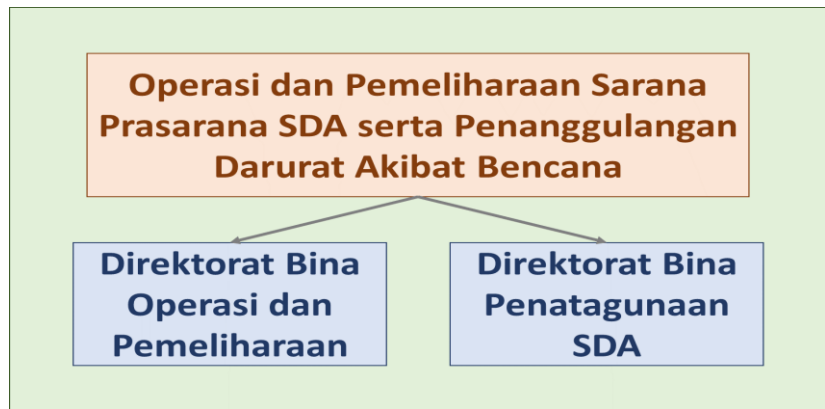 Operasi dan Pemeliharaan Sarana
Prasarana SDA serta Penanggulangan
Darurat Akibat Bencana
Direktorat Bina
Operasi dan
Pemeliharaan
Direktorat Bina
Penatagunaan
SDA